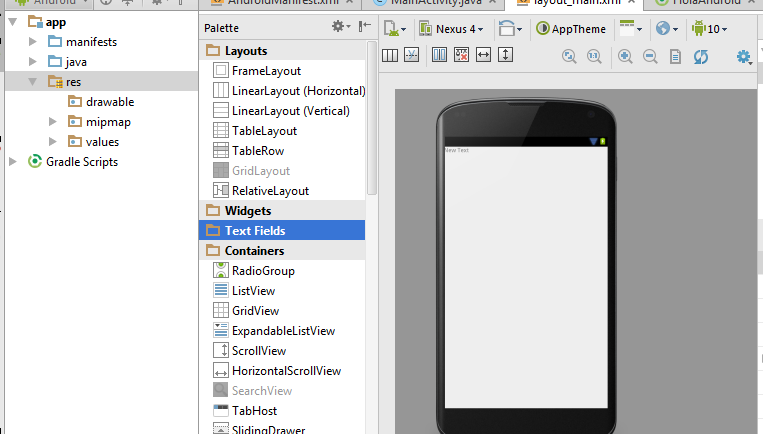 Android
AndroidManifest.xml
MainActivity.java
layout_main.xml
HolaAndroid
app
manifests
java
res
drawable
mipmap
values
Gradle Scripts
Palette
Layouts
FrameLayout
LinearLayout (Horizontal)
LinearLayout (Vertical)
TableLayout
TableRow
GridLayout
RelativeLayout
Widgets
Text Fields
Containers
RadioGroup
ListView
GridView
ExpandableListView
ScrollView
HorizontalScrollView
SearchView
TabHost
SlidingDrawer
Nexus 4
AppTheme
10
1:1
New Text